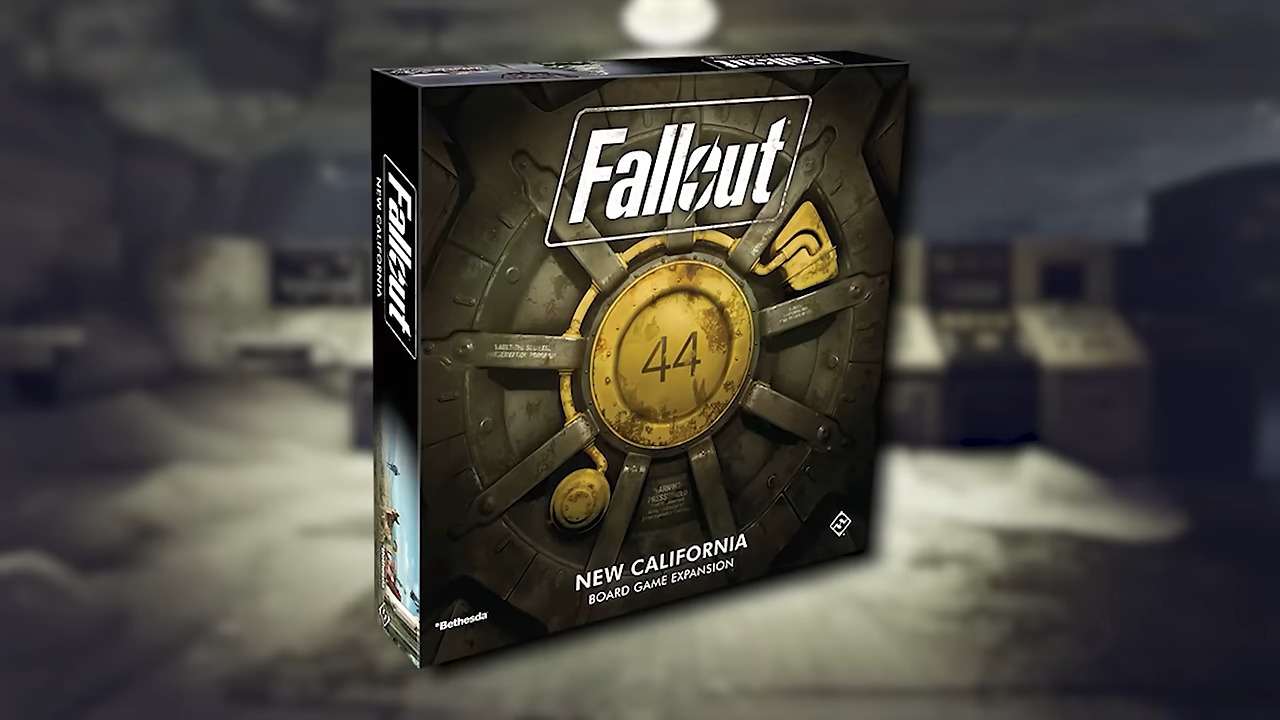 Fallout
44
NEW CALIFORNIA
BOARD GAME EXPANSION
*Bethesda
Fallout
NEW CALIFORNIA
Fallout